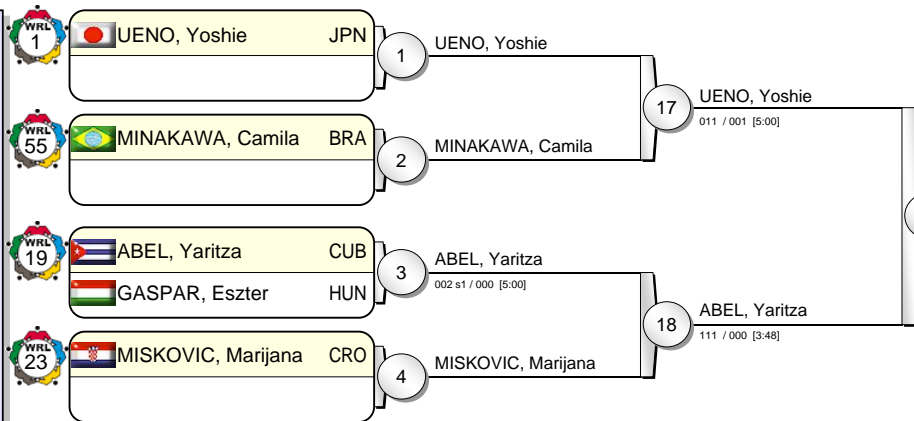 WRL
1
UENO, Yoshie JPN
1
UENO, Yoshie
17
UENO, Yoshie
011 / 001 [5:00]
WRL
55
MINAKAWA, Camila BRA
2
MINAKAWA, Camila
WRL
19
ABEL, Yaritza CUB
GASPAR, Eszter HUN
3
ABEL, Yaritza
002 s1 / 000 [5:00]
18
ABEL, Yaritza
111 / 000 [3:48]
WRL
23
MISKOVIC, Marijana CRO
4
MISKOVIC, Marijana